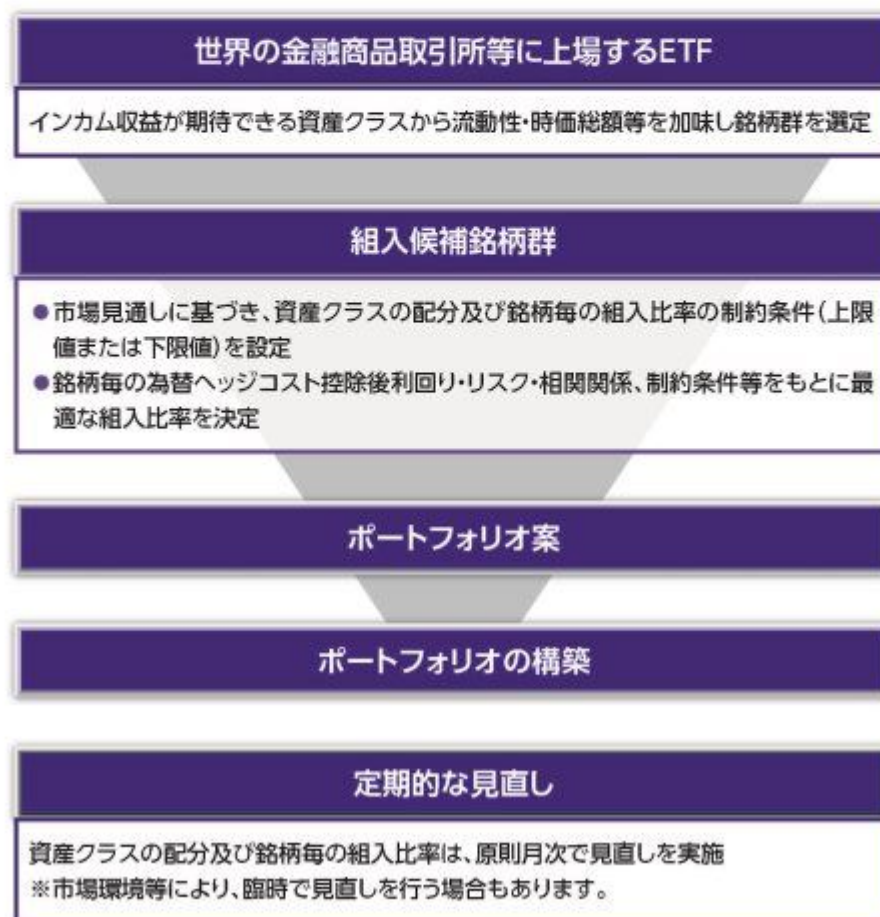 世界の金融商品取引所等に上場するETF
インカム収益が期待できる資産クラスから流動性・時価総額等を加味し銘柄群を選定
組入候補銘柄群
●市場見通しに基づき、資産クラスの配分及び銘柄毎の組入比率の制約条件(上限
値または下限値)を設定
●銘柄毎の為替ヘッジコスト控除後利回り・リスク・相関関係、制約条件等をもとに最
適な組入比率を決定
ポートフォリオ案
ポートフォリオの構築
定期的な見直し
資産クラスの配分及び銘柄毎の組入比率は、原則月次で見直しを実施
※市場環境等により、臨時で見直しを行う場合もあります。